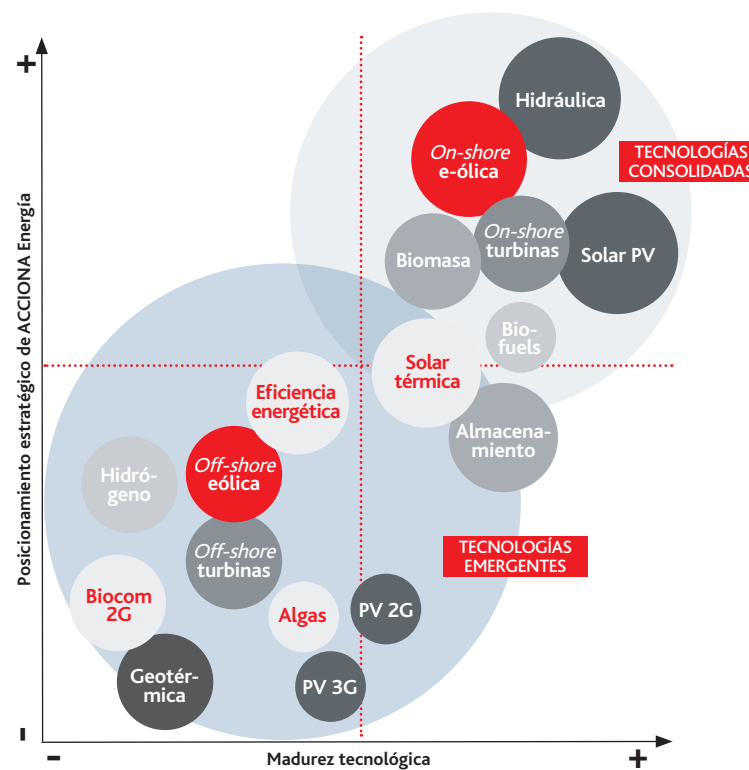 +
Posicionamiento estratégico de ACCIONA Energía
-
Hidráulica
On-shore
e-ólica
TECNOLOGÍAS
CONSOLIDADAS
On-shore
turbinas
Biomasa
Solar PV
Bio-
fuels
Solar
térmica
Eficiencia
energética
Almacena-
miento
Hidró-
geno
Off-shore
eólica
Off-shore
turbinas
TECNOLOGÍAS
EMERGENTES
Biocom
2G
Algas
PV 2G
Geotér-
mica
PV 3G
-
Madurez tecnológica
+